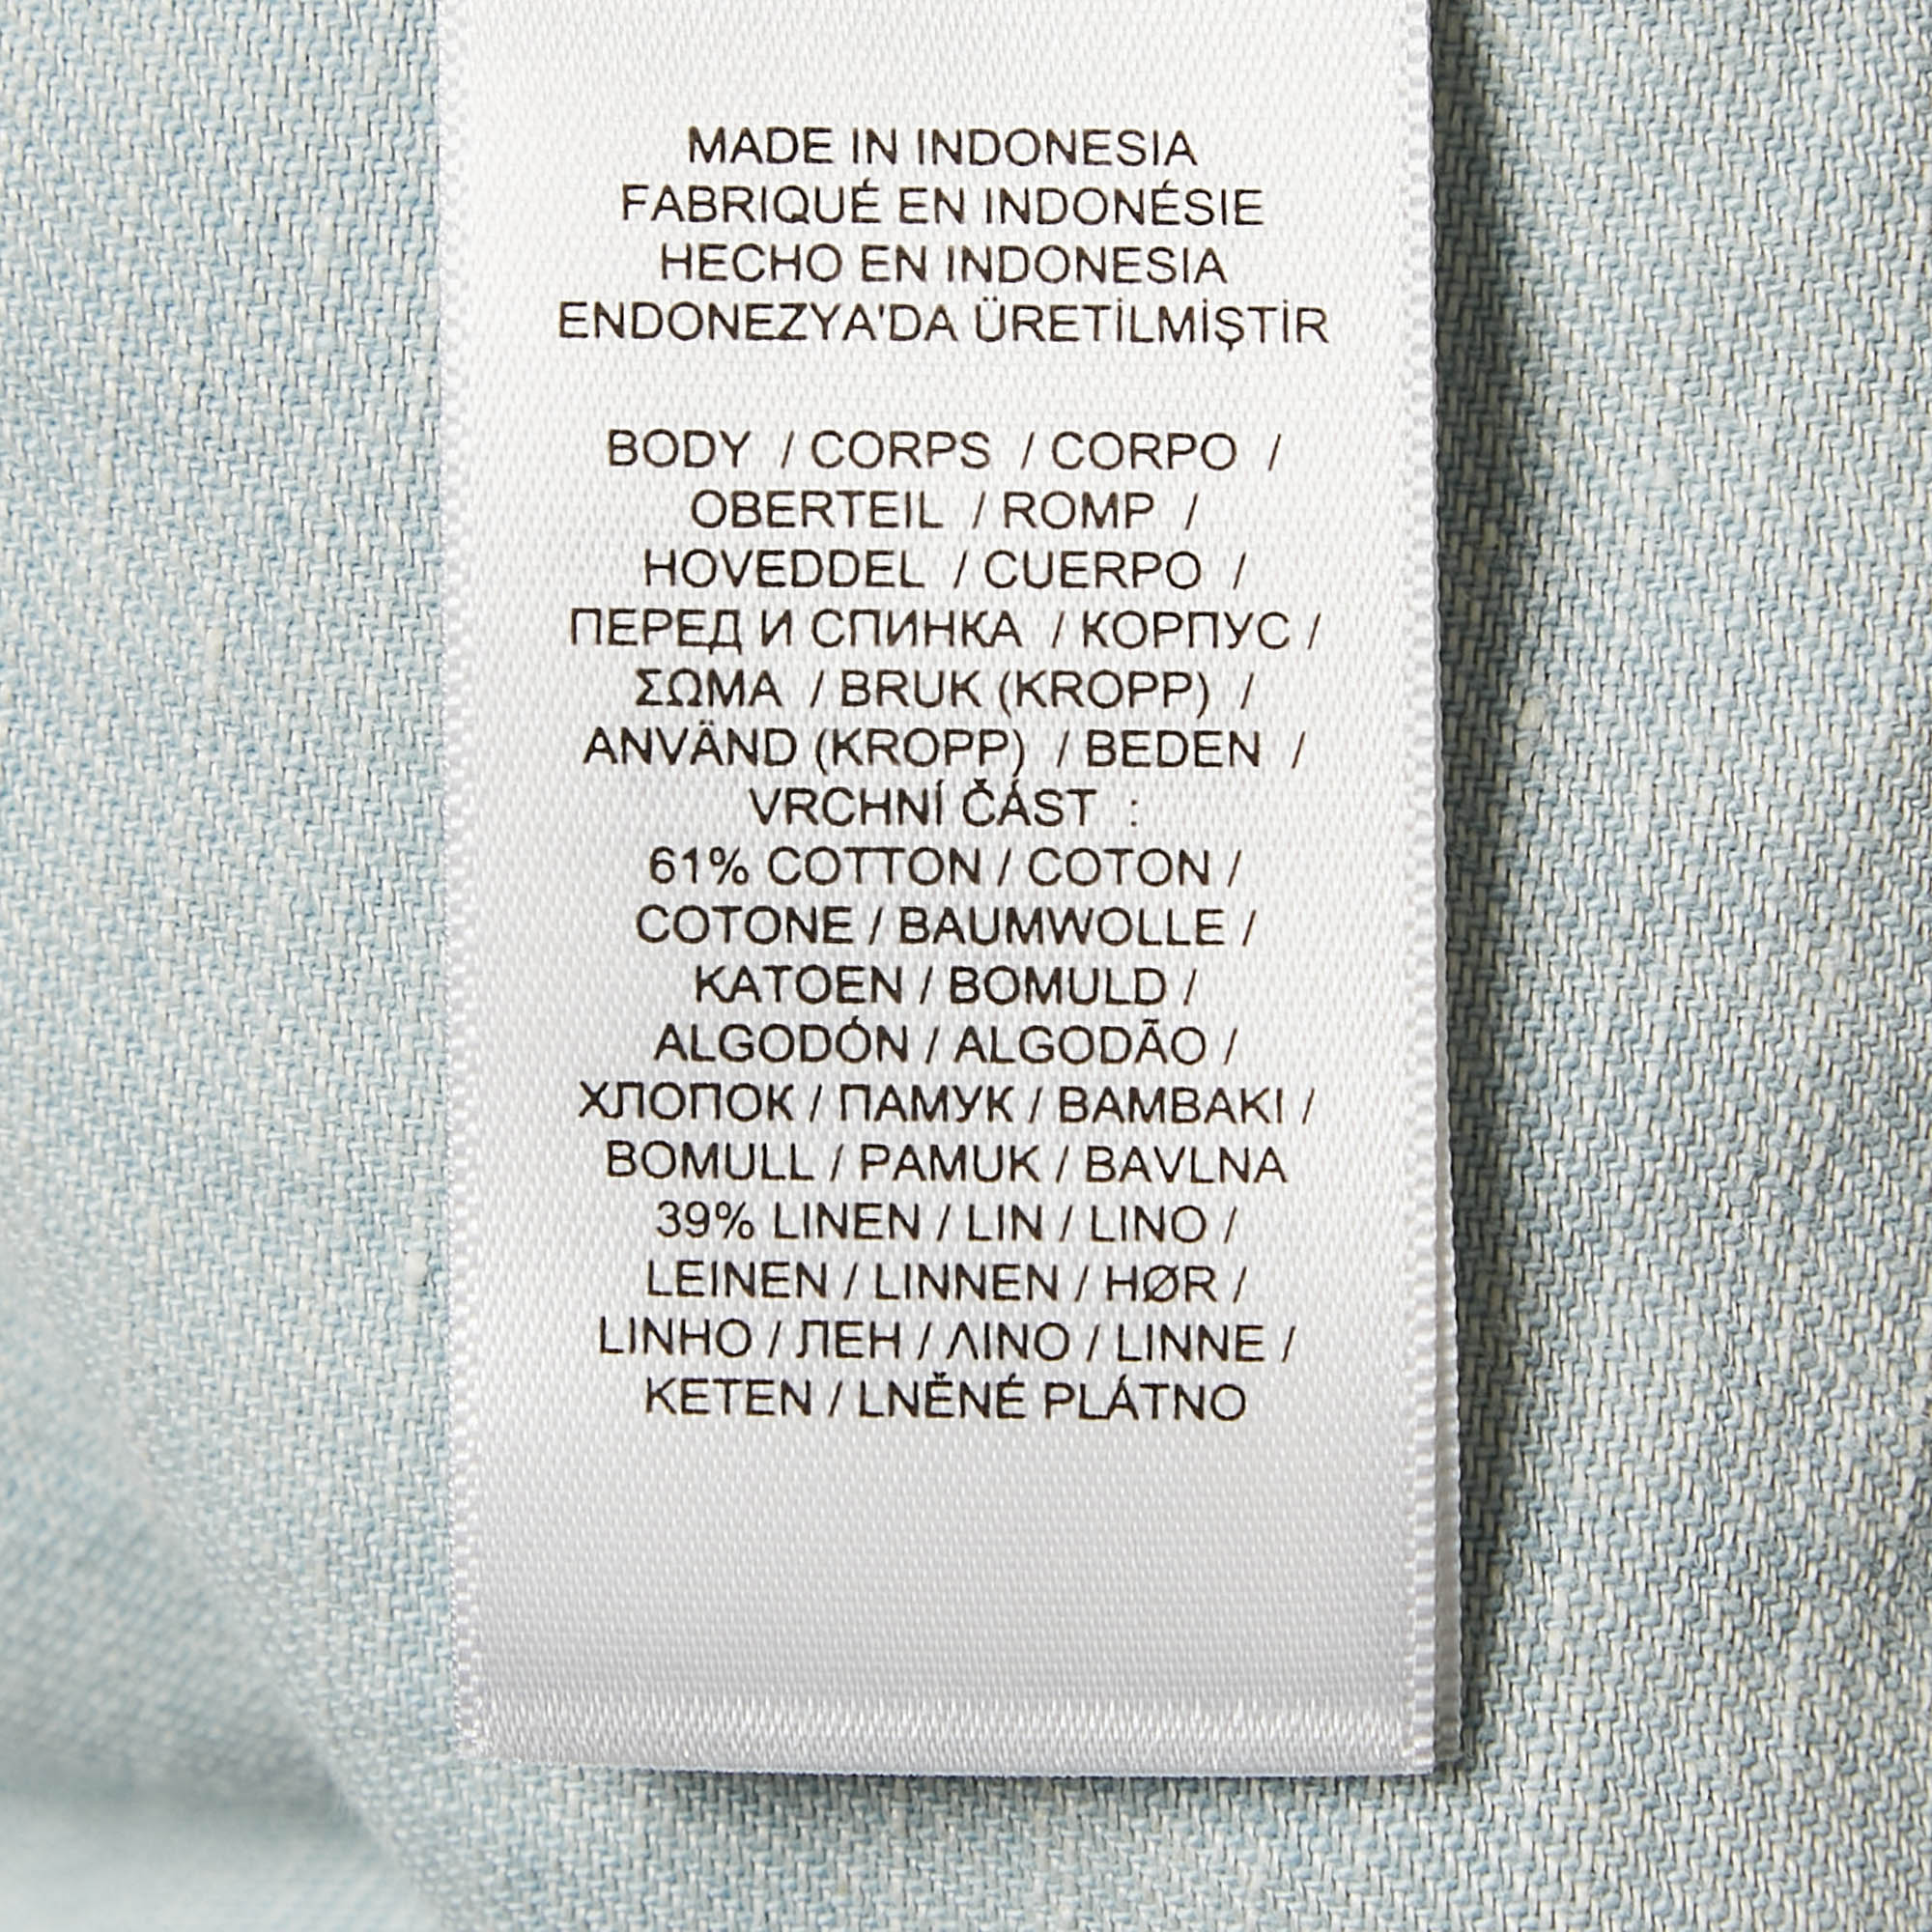 MADE IN INDONESIA
FABRIQUÉ EN INDONÉSIE
HECHO EN INDONESIA
ENDONEZYA'DA ÜRETİLMİŞTİR
BODY / CORPS / CORPO /
OBERTEIL / ROMP /
HOVEDDEL / CUERPO /
ПЕРЕД И СПИНКА / КОРПУС /
ΣΩΜΑ / BRUK (KROPP) /
ANVÄND (KROPP) / BEDEN /
VRCHNÍ ČÁST :
61% COTTON / COTON /
COTONE / BAUMWOLLE /
KATOEN / BOMULD /
ALGODÓN / ALGODÃO /
ХЛОПОК / ПАМУК / ΒΑΜΒΑΚΙ /
BOMULL / PAMUK / BAVLNA
39% LINEN / LIN / LINO /
LEINEN / LINNEN / HØR /
LINHO / ЛЕН / ΛΙΝΟ / LINNE /
KETEN / LNĚNÉ PLÁTNO